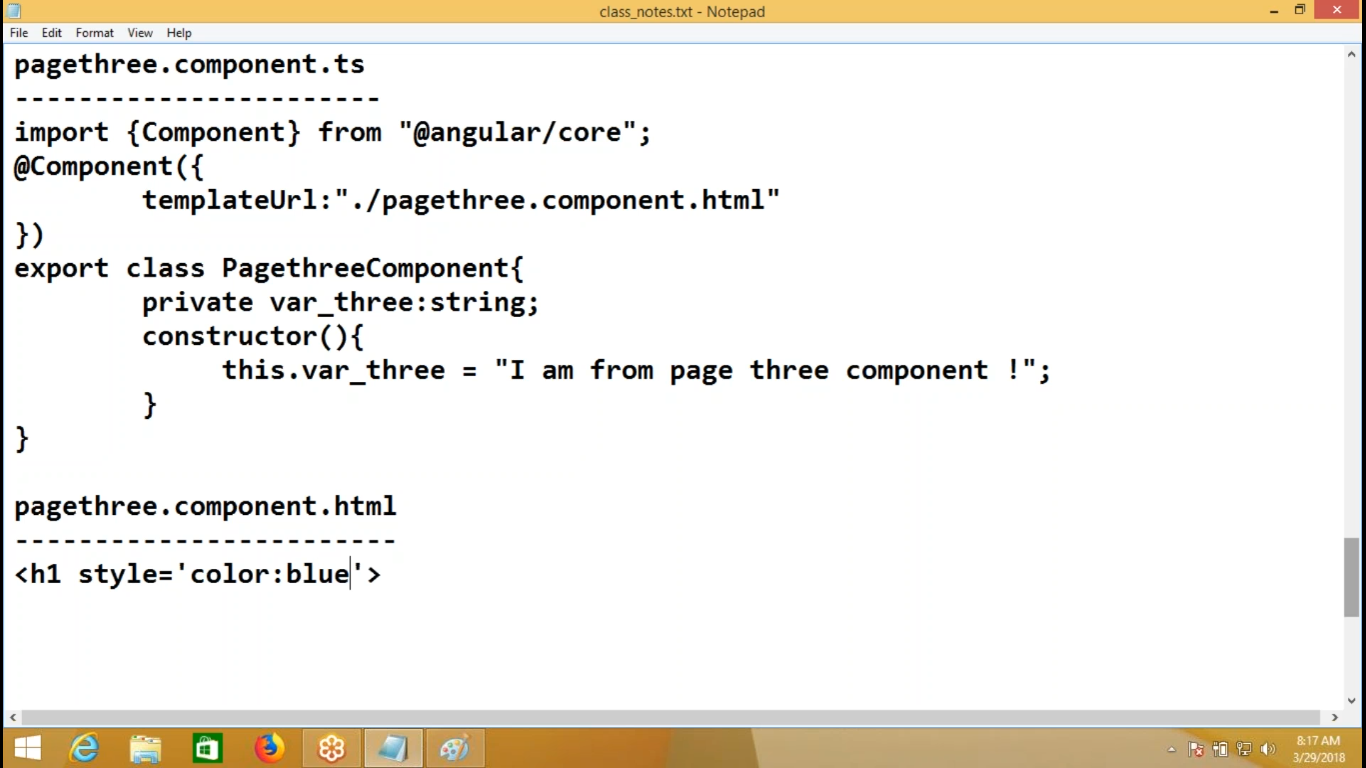 class_notes.txt - Notepad
File Edit Format View Help
pagethree.component.ts
-----------------------
import {Component} from "@angular/core";
@Component({
        templateUrl:"./pagethree.component.html"
})
export class PagethreeComponent{
        private var_three:string;
        constructor(){
             this.var_three = "I am from page three component !";
        }
}
pagethree.component.html
------------------------
<h1 style='color:blue'>
8:17 AM
3/29/2018